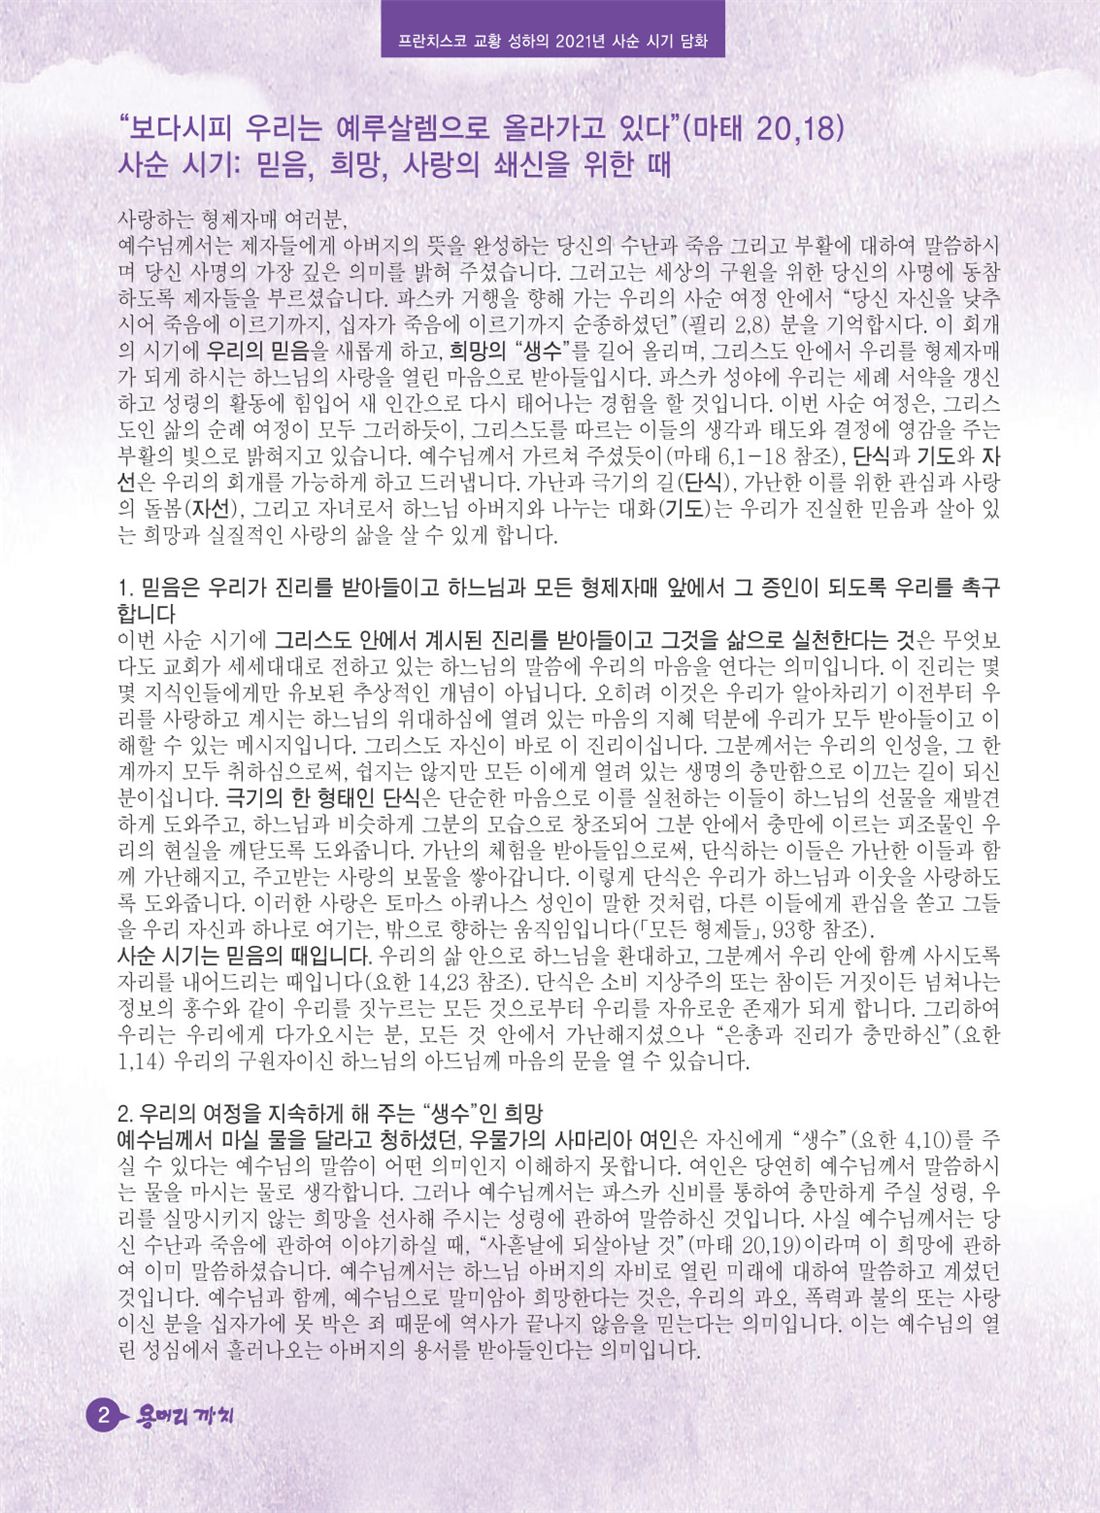 프란치스코 교황 성하의 2021년 사순 시기 담화
“보다시피 우리는 예루살렘으로 올라가고 있다”(마태 20,18)
사순 시기: 믿음, 희망, 사랑의 쇄신을 위한 때
사랑하는 형제자매 여러분,
예수님께서는 제자들에게 아버지의 뜻을 완성하는 당신의 수난과 죽음 그리고 부활에 대하여 말씀하시
며 당신 사명의 가장 깊은 의미를 밝혀 주셨습니다. 그러고는 세상의 구원을 위한 당신의 사명에 동참
하도록 제자들을 부르셨습니다. 파스카 거행을 향해 가는 우리의 사순 여정 안에서 “당신 자신을 낮추
시어 죽음에 이르기까지, 십자가 죽음에 이르기까지 순종하셨던”(필리 2,8) 분을 기억합시다. 이 회개
의 시기에 우리의 믿음을 새롭게 하고, 희망의 “생수”를 길어 올리며, 그리스도 안에서 우리를 형제자매
가 되게 하시는 하느님의 사랑을 열린 마음으로 받아들입시다. 파스카 성야에 우리는 세례 서약을 갱신
하고 성령의 활동에 힘입어 새 인간으로 다시 태어나는 경험을 할 것입니다. 이번 사순 여정은, 그리스
도인 삶의 순례 여정이 모두 그러하듯이, 그리스도를 따르는 이들의 생각과 태도와 결정에 영감을 주는
부활의 빛으로 밝혀지고 있습니다. 예수님께서 가르쳐 주셨듯이(마태 6,1-18 참조), 단식과 기도와 자
선은 우리의 회개를 가능하게 하고 드러냅니다. 가난과 극기의 길(단식), 가난한 이를 위한 관심과 사랑
의 돌봄(자선), 그리고 자녀로서 하느님 아버지와 나누는 대화(기도)는 우리가 진실한 믿음과 살아 있
는 희망과 실질적인 사랑의 삶을 살 수 있게 합니다.
1. 믿음은 우리가 진리를 받아들이고 하느님과 모든 형제자매 앞에서 그 증인이 되도록 우리를 촉구
합니다
이번 사순 시기에 그리스도 안에서 계시된 진리를 받아들이고 그것을 삶으로 실천한다는 것은 무엇보
다도 교회가 세세대대로 전하고 있는 하느님의 말씀에 우리의 마음을 연다는 의미입니다. 이 진리는 몇
몇 지식인들에게만 유보된 추상적인 개념이 아닙니다. 오히려 이것은 우리가 알아차리기 이전부터 우
리를 사랑하고 계시는 하느님의 위대하심에 열려 있는 마음의 지혜 덕분에 우리가 모두 받아들이고 이
해할 수 있는 메시지입니다. 그리스도 자신이 바로 이 진리이십니다. 그분께서는 우리의 인성을, 그 한
계까지 모두 취하심으로써, 쉽지는 않지만 모든 이에게 열려 있는 생명의 충만함으로 이끄는 길이 되신
분이십니다. 극기의 한 형태인 단식은 단순한 마음으로 이를 실천하는 이들이 하느님의 선물을 재발견
하게 도와주고, 하느님과 비슷하게 그분의 모습으로 창조되어 그분 안에서 충만에 이르는 피조물인 우
리의 현실을 깨닫도록 도와줍니다. 가난의 체험을 받아들임으로써, 단식하는 이들은 가난한 이들과 함
께 가난해지고, 주고받는 사랑의 보물을 쌓아갑니다. 이렇게 단식은 우리가 하느님과 이웃을 사랑하도
록 도와줍니다. 이러한 사랑은 토마스 아퀴나스 성인이 말한 것처럼, 다른 이들에게 관심을 쏟고 그들
을 우리 자신과 하나로 여기는, 밖으로 향하는 움직임입니다(「모든 형제들」, 93항 참조).
사순 시기는 믿음의 때입니다. 우리의 삶 안으로 하느님을 환대하고, 그분께서 우리 안에 함께 사시도록
자리를 내어드리는 때입니다(요한 14,23 참조). 단식은 소비 지상주의 또는 참이든 거짓이든 넘쳐나는
정보의 홍수와 같이 우리를 짓누르는 모든 것으로부터 우리를 자유로운 존재가 되게 합니다. 그리하여
우리는 우리에게 다가오시는 분, 모든 것 안에서 가난해지셨으나 “은총과 진리가 충만하신”(요한
1,14) 우리의 구원자이신 하느님의 아드님께 마음의 문을 열 수 있습니다.
2. 우리의 여정을 지속하게 해 주는 “생수”인 희망
예수님께서 마실 물을 달라고 청하셨던, 우물가의 사마리아 여인은 자신에게 “생수”(요한 4,10)를 주
실 수 있다는 예수님의 말씀이 어떤 의미인지 이해하지 못합니다. 여인은 당연히 예수님께서 말씀하시
는 물을 마시는 물로 생각합니다. 그러나 예수님께서는 파스카 신비를 통하여 충만하게 주실 성령, 우
리를 실망시키지 않는 희망을 선사해 주시는 성령에 관하여 말씀하신 것입니다. 사실 예수님께서는 당
신 수난과 죽음에 관하여 이야기하실 때, “사흗날에 되살아날 것”(마태 20,19)이라며 이 희망에 관하
여 이미 말씀하셨습니다. 예수님께서는 하느님 아버지의 자비로 열린 미래에 대하여 말씀하고 계셨던
것입니다. 예수님과 함께, 예수님으로 말미암아 희망한다는 것은, 우리의 과오, 폭력과 불의 또는 사랑
이신 분을 십자가에 못 박은 죄 때문에 역사가 끝나지 않음을 믿는다는 의미입니다. 이는 예수님의 열
린 성심에서 흘러나오는 아버지의 용서를 받아들인다는 의미입니다.
2 용머리 까치